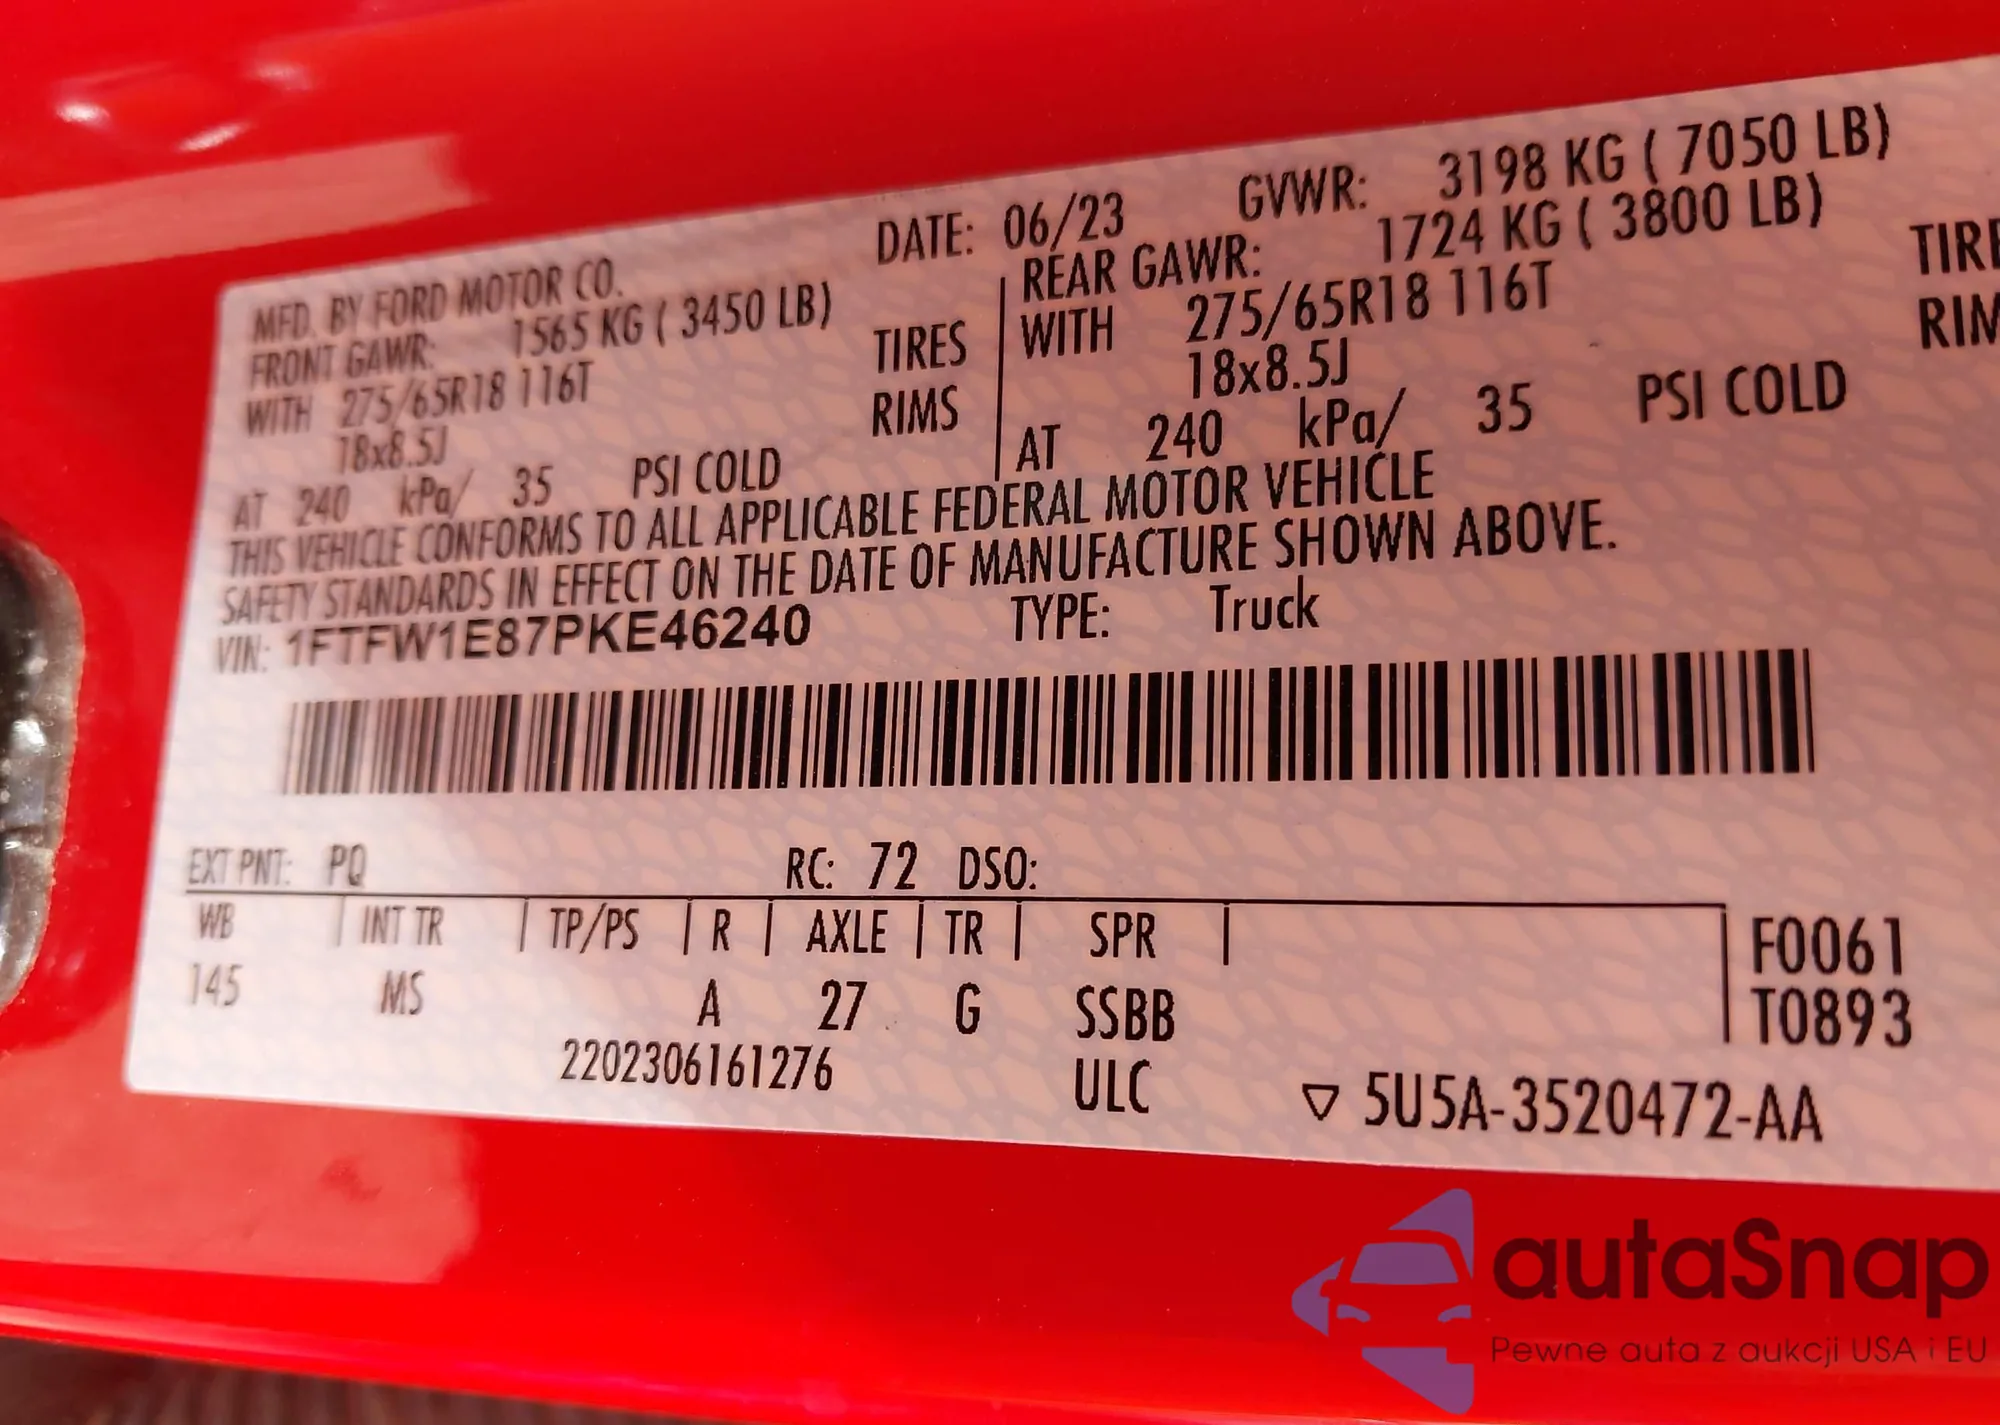 MFD. BY FORD MOTOR CO. DATE: 06/23 GVWR: 3198 KG ( 7050 LB)
FRONT GAWR: 1565 KG ( 3450 LB) REAR GAWR: 1724 KG ( 3800 LB)
WITH 275/65R18 116T TIRES WITH 275/65R18 116T TIRE
18x8.5J RIMS 18x8.5J RIM
AT 240 kPa/ 35 PSI COLD AT 240 kPa/ 35 PSI COLD
THIS VEHICLE CONFORMS TO ALL APPLICABLE FEDERAL MOTOR VEHICLE
SAFETY STANDARDS IN EFFECT ON THE DATE OF MANUFACTURE SHOWN ABOVE.
VIN: 1FTFW1E87PKE46240 TYPE: Truck
EXT PNT: PQ RC: 72 DSO:
WB INT TR TP/PS R AXLE TR SPR F0061
145 MS A 27 G SSBB T0893
2202306161276 ULC ▽ 5U5A-3520472-AA
autaSnap
Pewne auta z aukcji USA i EU